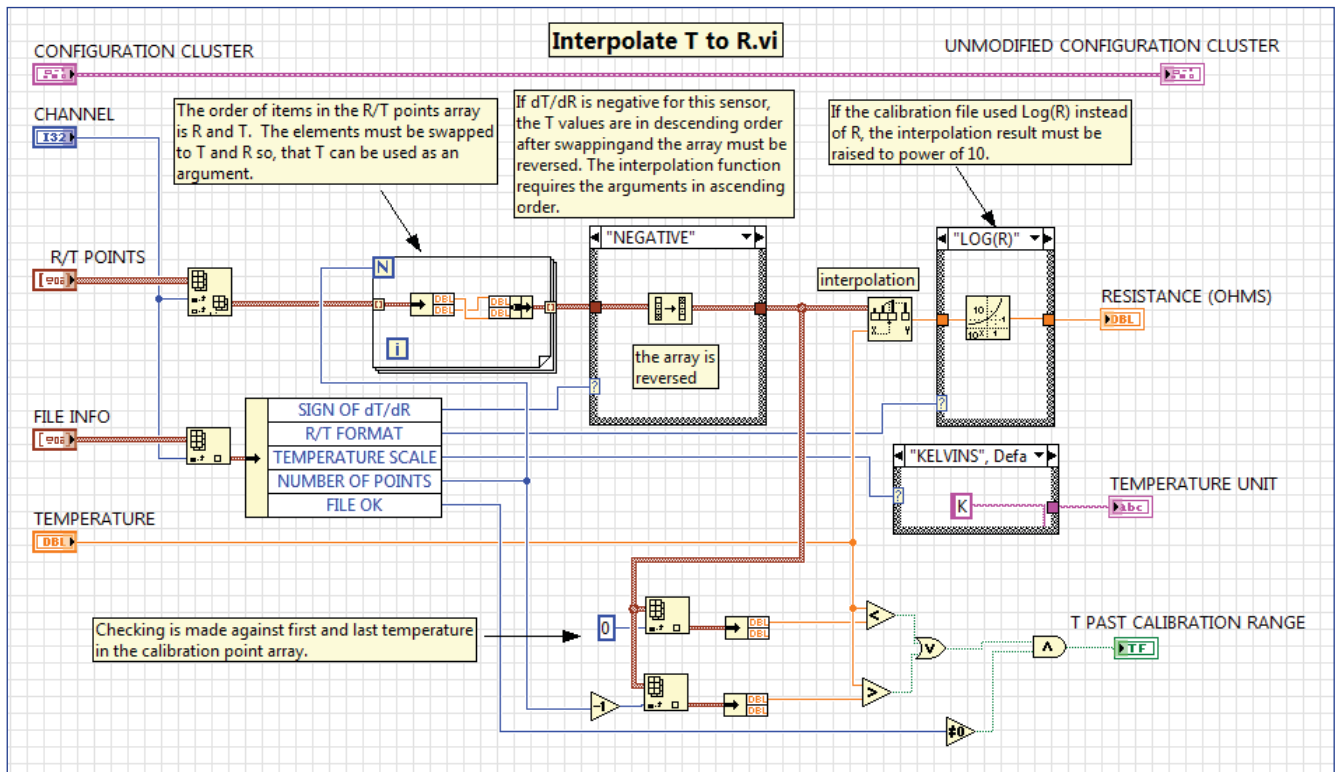 Interpolate T to R.vi
CONFIGURATION CLUSTER
UNMODIFIED CONFIGURATION CLUSTER
CHANNEL
I32
The order of items in the R/T points array
is R and T. The elements must be swapped
to T and R so, that T can be used as an
argument.
If dT/dR is negative for this sensor,
the T values are in descending order
after swappingand the array must be
reversed. The interpolation function
requires the arguments in ascending
order.
If the calibration file used Log(R) instead
of R, the interpolation result must be
raised to power of 10.
R/T POINTS
N
DBL
DBL
DBL
DBL
i
"NEGATIVE"
the array is
reversed
?
interpolation
X
Y
"LOG(R)"
10
-1
10ˣ
1
?
RESISTANCE (OHMS)
DBL
FILE INFO
SIGN OF dT/dR
R/T FORMAT
TEMPERATURE SCALE
NUMBER OF POINTS
FILE OK
"KELVINS", Defa
?
K
TEMPERATURE UNIT
abc
TEMPERATURE
DBL
Checking is made against first and last temperature
in the calibration point array.
0
DBL
DBL
<
V
Λ
T PAST CALIBRATION RANGE
TF
-1
DBL
DBL
>
≠0